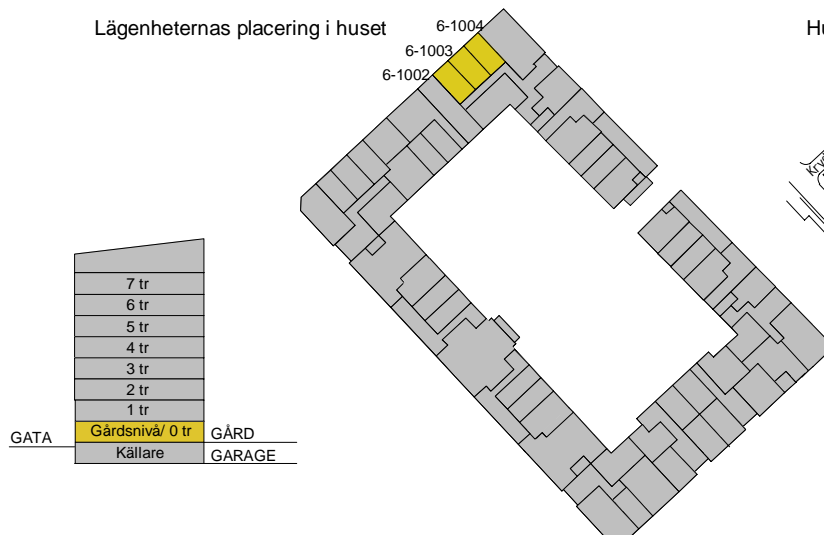 Lägenheternas placering i huset
Hu
6-1004
6-1003
6-1002
7 tr
6 tr
5 tr
4 tr
3 tr
2 tr
1 tr
Gårdsnivå/ 0 tr
GATA
GÅRD
Källare
GARAGE